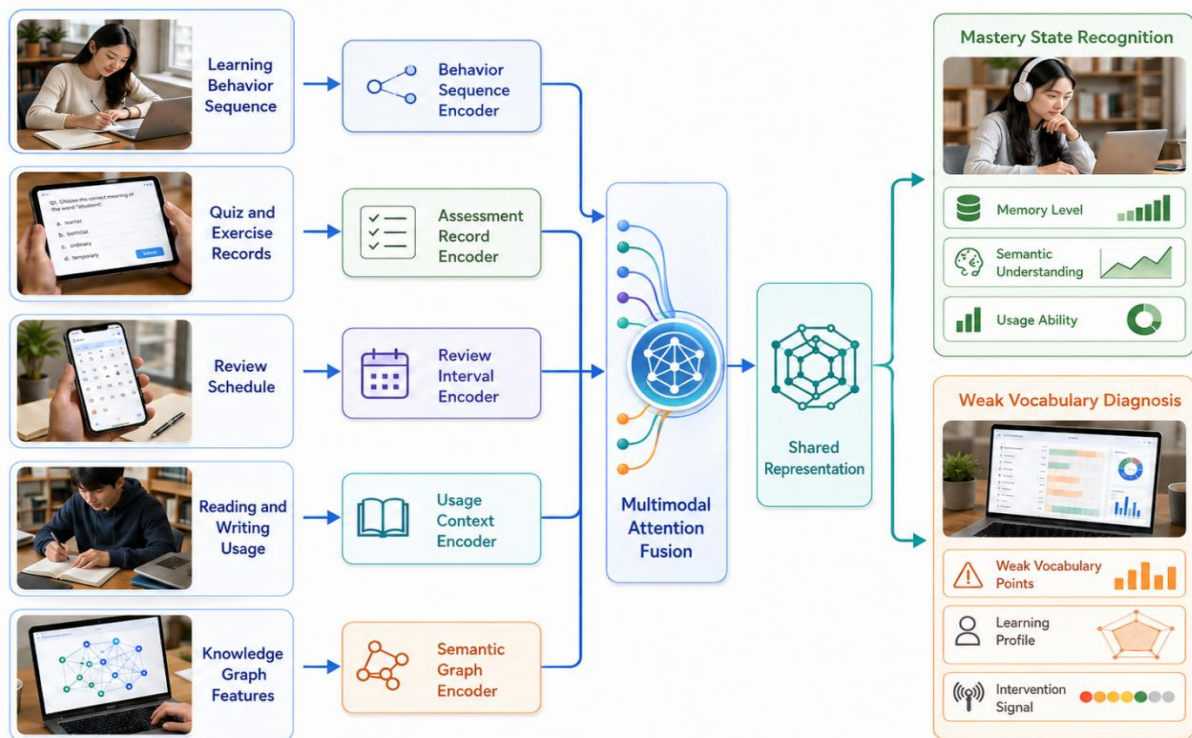 Learning
Behavior
Sequence
Behavior
Sequence
Encoder
Q1. Choose the correct meaning of
the word
a.
b.
c. ordinary
d. temporary
Quiz and
Exercise
Records
Assessment
Record
Encoder
Review
Schedule
Review
Interval
Encoder
Reading and
Writing
Usage
Usage
Context
Encoder
Knowledge
Graph
Features
Semantic
Graph
Encoder
Multimodal
Attention
Fusion
Shared
Representation
Mastery State Recognition
Memory Level
Semantic
Understanding
Usage Ability
Weak Vocabulary Diagnosis
Weak Vocabulary
Points
Learning
Profile
Intervention
Signal